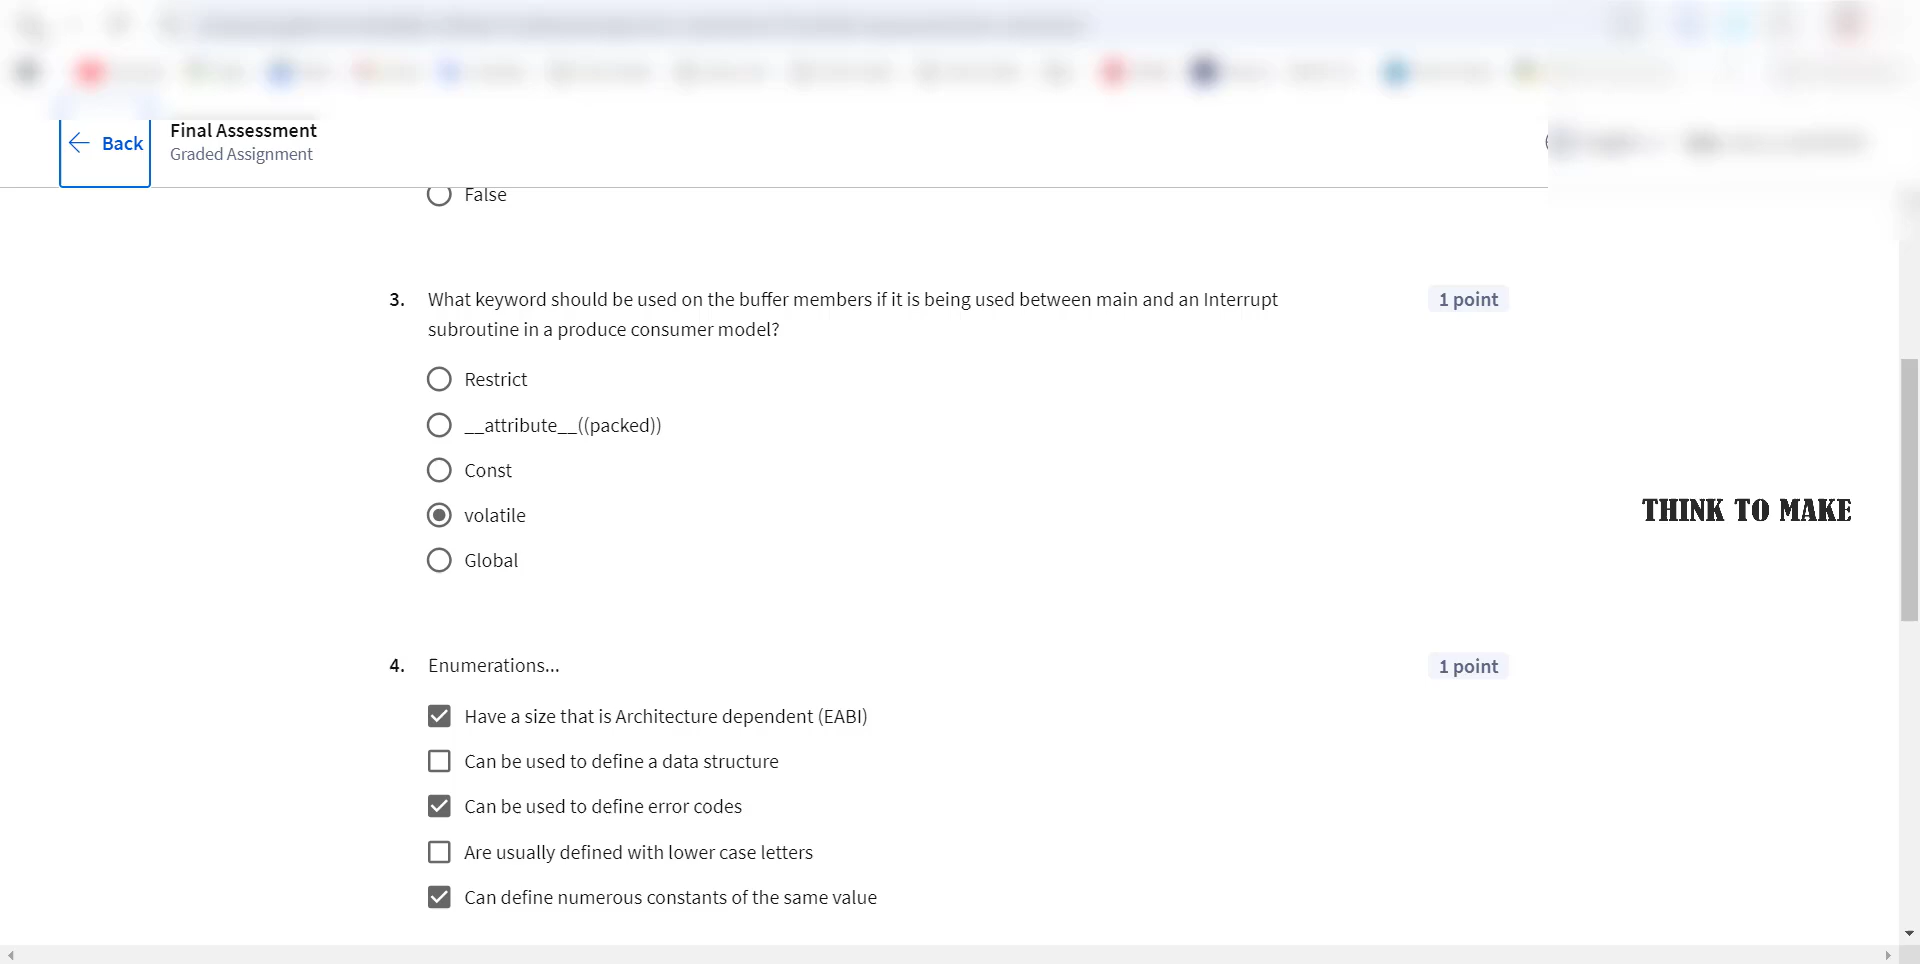 Back
Final Assessment
Graded Assignment
False
3. What keyword should be used on the buffer members if it is being used between main and an Interrupt 1 point
subroutine in a produce consumer model?
Restrict
__attribute__((packed))
Const
volatile
Global
THINK TO MAKE
4. Enumerations... 1 point
Have a size that is Architecture dependent (EABI)
Can be used to define a data structure
Can be used to define error codes
Are usually defined with lower case letters
Can define numerous constants of the same value